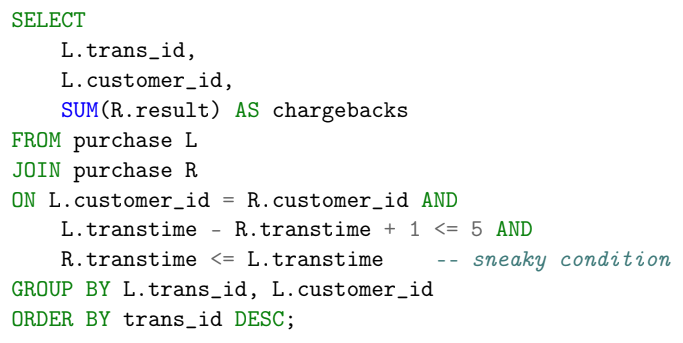 SELECT
    L.trans_id,
    L.customer_id,
    SUM(R.result) AS chargebacks
FROM purchase L
JOIN purchase R
ON L.customer_id = R.customer_id AND
    L.transtime - R.transtime + 1 <= 5 AND
    R.transtime <= L.transtime    -- sneaky condition
GROUP BY L.trans_id, L.customer_id
ORDER BY trans_id DESC;